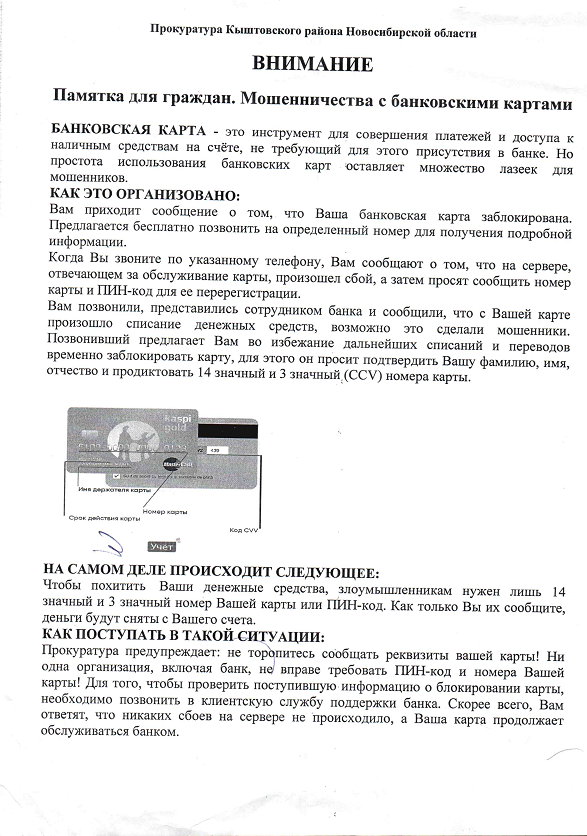 Прокуратура Кыштовского района Новосибирской области
ВНИМАНИЕ
Памятка для граждан. Мошенничества с банковскими картами
БАНКОВСКАЯ КАРТА - это инструмент для совершения платежей и доступа к
наличным средствам на счёте, не требующий для этого присутствия в банке. Но
простота использования банковских карт оставляет множество лазеек для
мошенников.
КАК ЭТО ОРГАНИЗОВАНО:
Вам приходит сообщение о том, что Ваша банковская карта заблокирована.
Предлагается бесплатно позвонить на определенный номер для получения подробной
информации.
Когда Вы звоните по указанному телефону, Вам сообщают о том, что на сервере,
отвечающем за обслуживание карты, произошел сбой, а затем просят сообщить номер
карты и ПИН-код для ее перерегистрации.
Вам позвонили, представились сотрудником банка и сообщили, что с Вашей карте
произошло списание денежных средств, возможно это сделали мошенники.
Позвонивший предлагает Вам во избежание дальнейших списаний и переводов
временно заблокировать карту, для этого он просит подтвердить Вашу фамилию, имя,
отчество и продиктовать 14 значный и 3 значный (CCV) номера карты.
kaspi
gold
Имя держателя карты
Номер карты
Срок действия карты
Код CVV
Учёт
НА САМОМ ДЕЛЕ ПРОИСХОДИТ СЛЕДУЮЩЕЕ:
Чтобы похитить Ваши денежные средства, злоумышленникам нужен лишь 14
значный и 3 значный номер Вашей карты или ПИН-код. Как только Вы их сообщите,
деньги будут сняты с Вашего счета.
КАК ПОСТУПАТЬ В ТАКОЙ СИТУАЦИИ:
Прокуратура предупреждает: не торопитесь сообщать реквизиты вашей карты! Ни
одна организация, включая банк, не вправе требовать ПИН-код и номера Вашей
карты! Для того, чтобы проверить поступившую информацию о блокировании карты,
необходимо позвонить в клиентскую службу поддержки банка. Скорее всего, Вам
ответят, что никаких сбоев на сервере не происходило, а Ваша карта продолжает
обслуживаться банком.